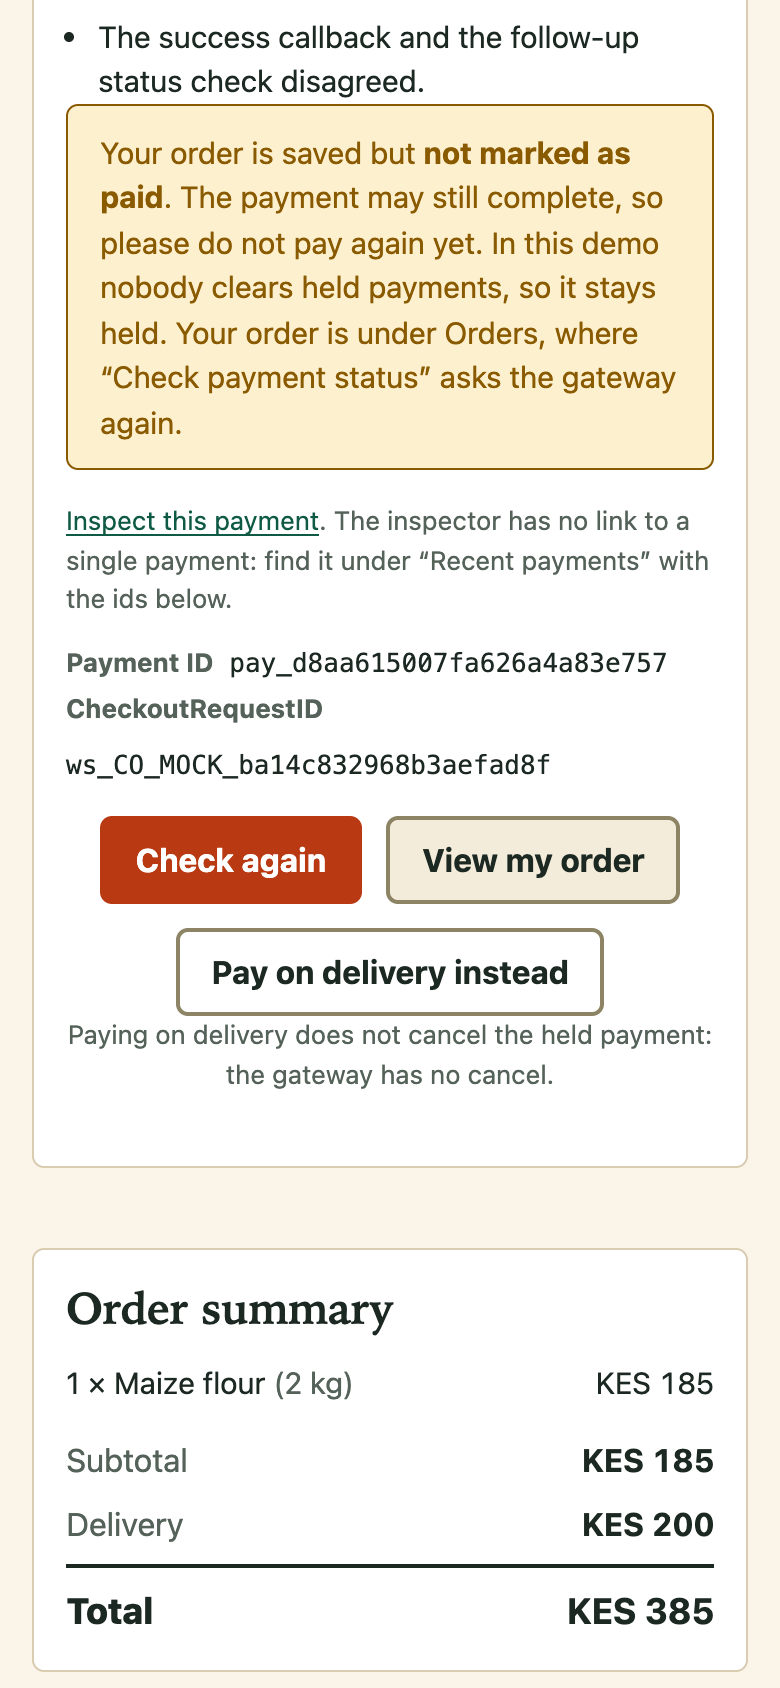 • The success callback and the follow-up
status check disagreed.
Your order is saved but not marked as
paid. The payment may still complete, so
please do not pay again yet. In this demo
nobody clears held payments, so it stays
held. Your order is under Orders, where
“Check payment status” asks the gateway
again.
Inspect this payment. The inspector has no link to a
single payment: find it under “Recent payments” with
the ids below.
Payment ID pay_d8aa615007fa626a4a83e757
CheckoutRequestID
ws_CO_MOCK_ba14c832968b3aefad8f
Check again View my order
Pay on delivery instead
Paying on delivery does not cancel the held payment:
the gateway has no cancel.
Order summary
1 × Maize flour (2 kg) KES 185
Subtotal KES 185
Delivery KES 200
Total KES 385